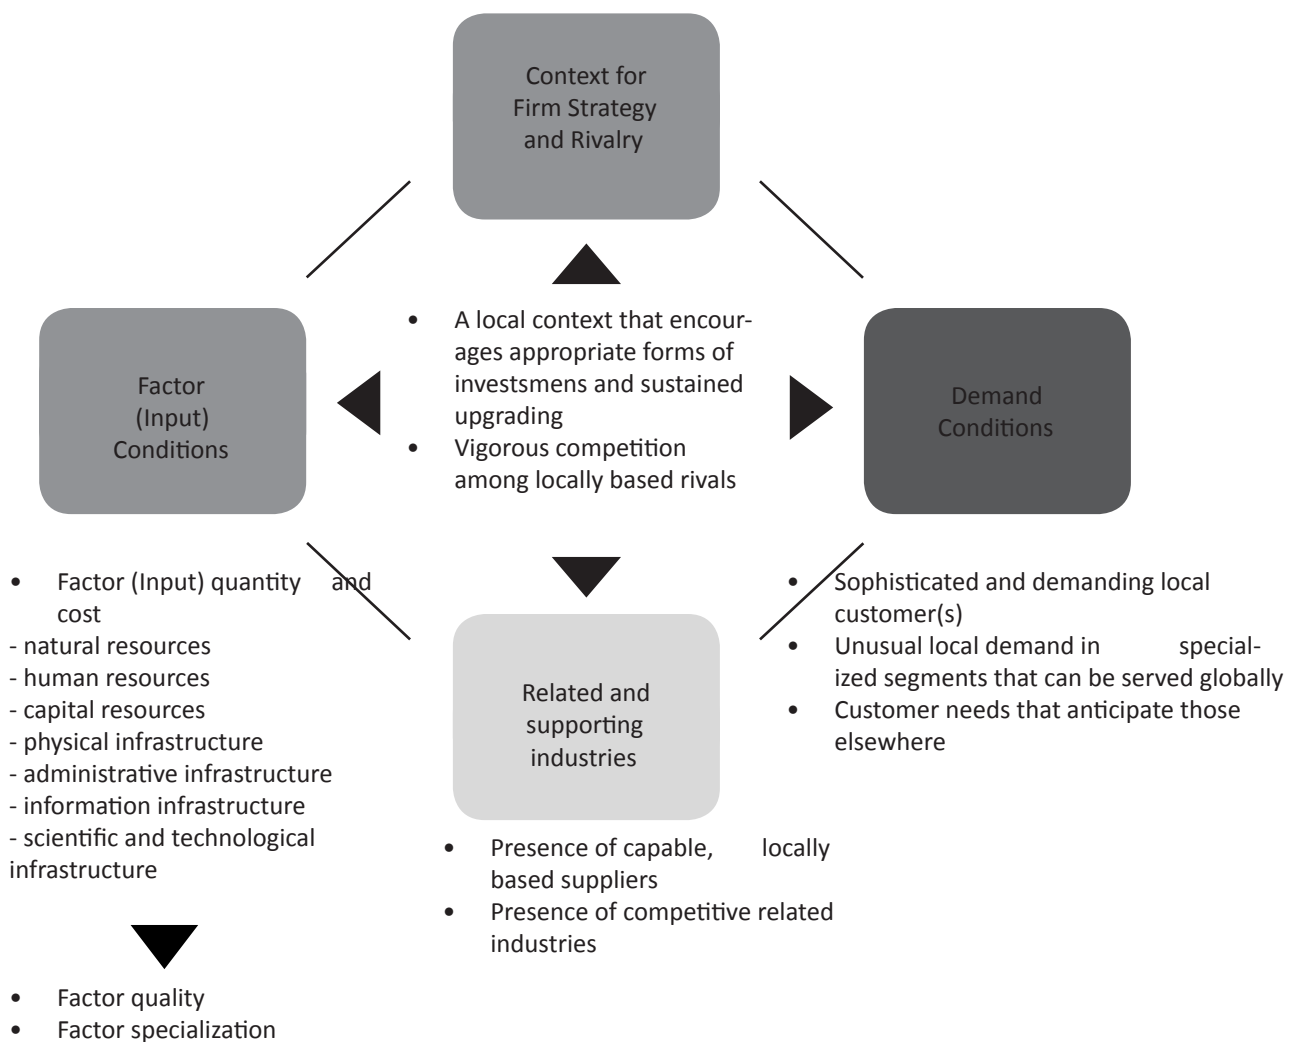 Context for
Firm Strategy
and Rivalry
• A local context that encour-
ages appropriate forms of
investsmens and sustained
upgrading
• Vigorous competition
among locally based rivals
Factor
(Input)
Conditions
Demand
Conditions
• Factor (Input) quantity and
cost
- natural resources
- human resources
- capital resources
- physical infrastructure
- administrative infrastructure
- information infrastructure
- scientific and technological
infrastructure
• Factor quality
• Factor specialization
Related and
supporting
industries
• Presence of capable, locally
based suppliers
• Presence of competitive related
industries
• Sophisticated and demanding local
customer(s)
• Unusual local demand in special-
ized segments that can be served globally
• Customer needs that anticipate those
elsewhere